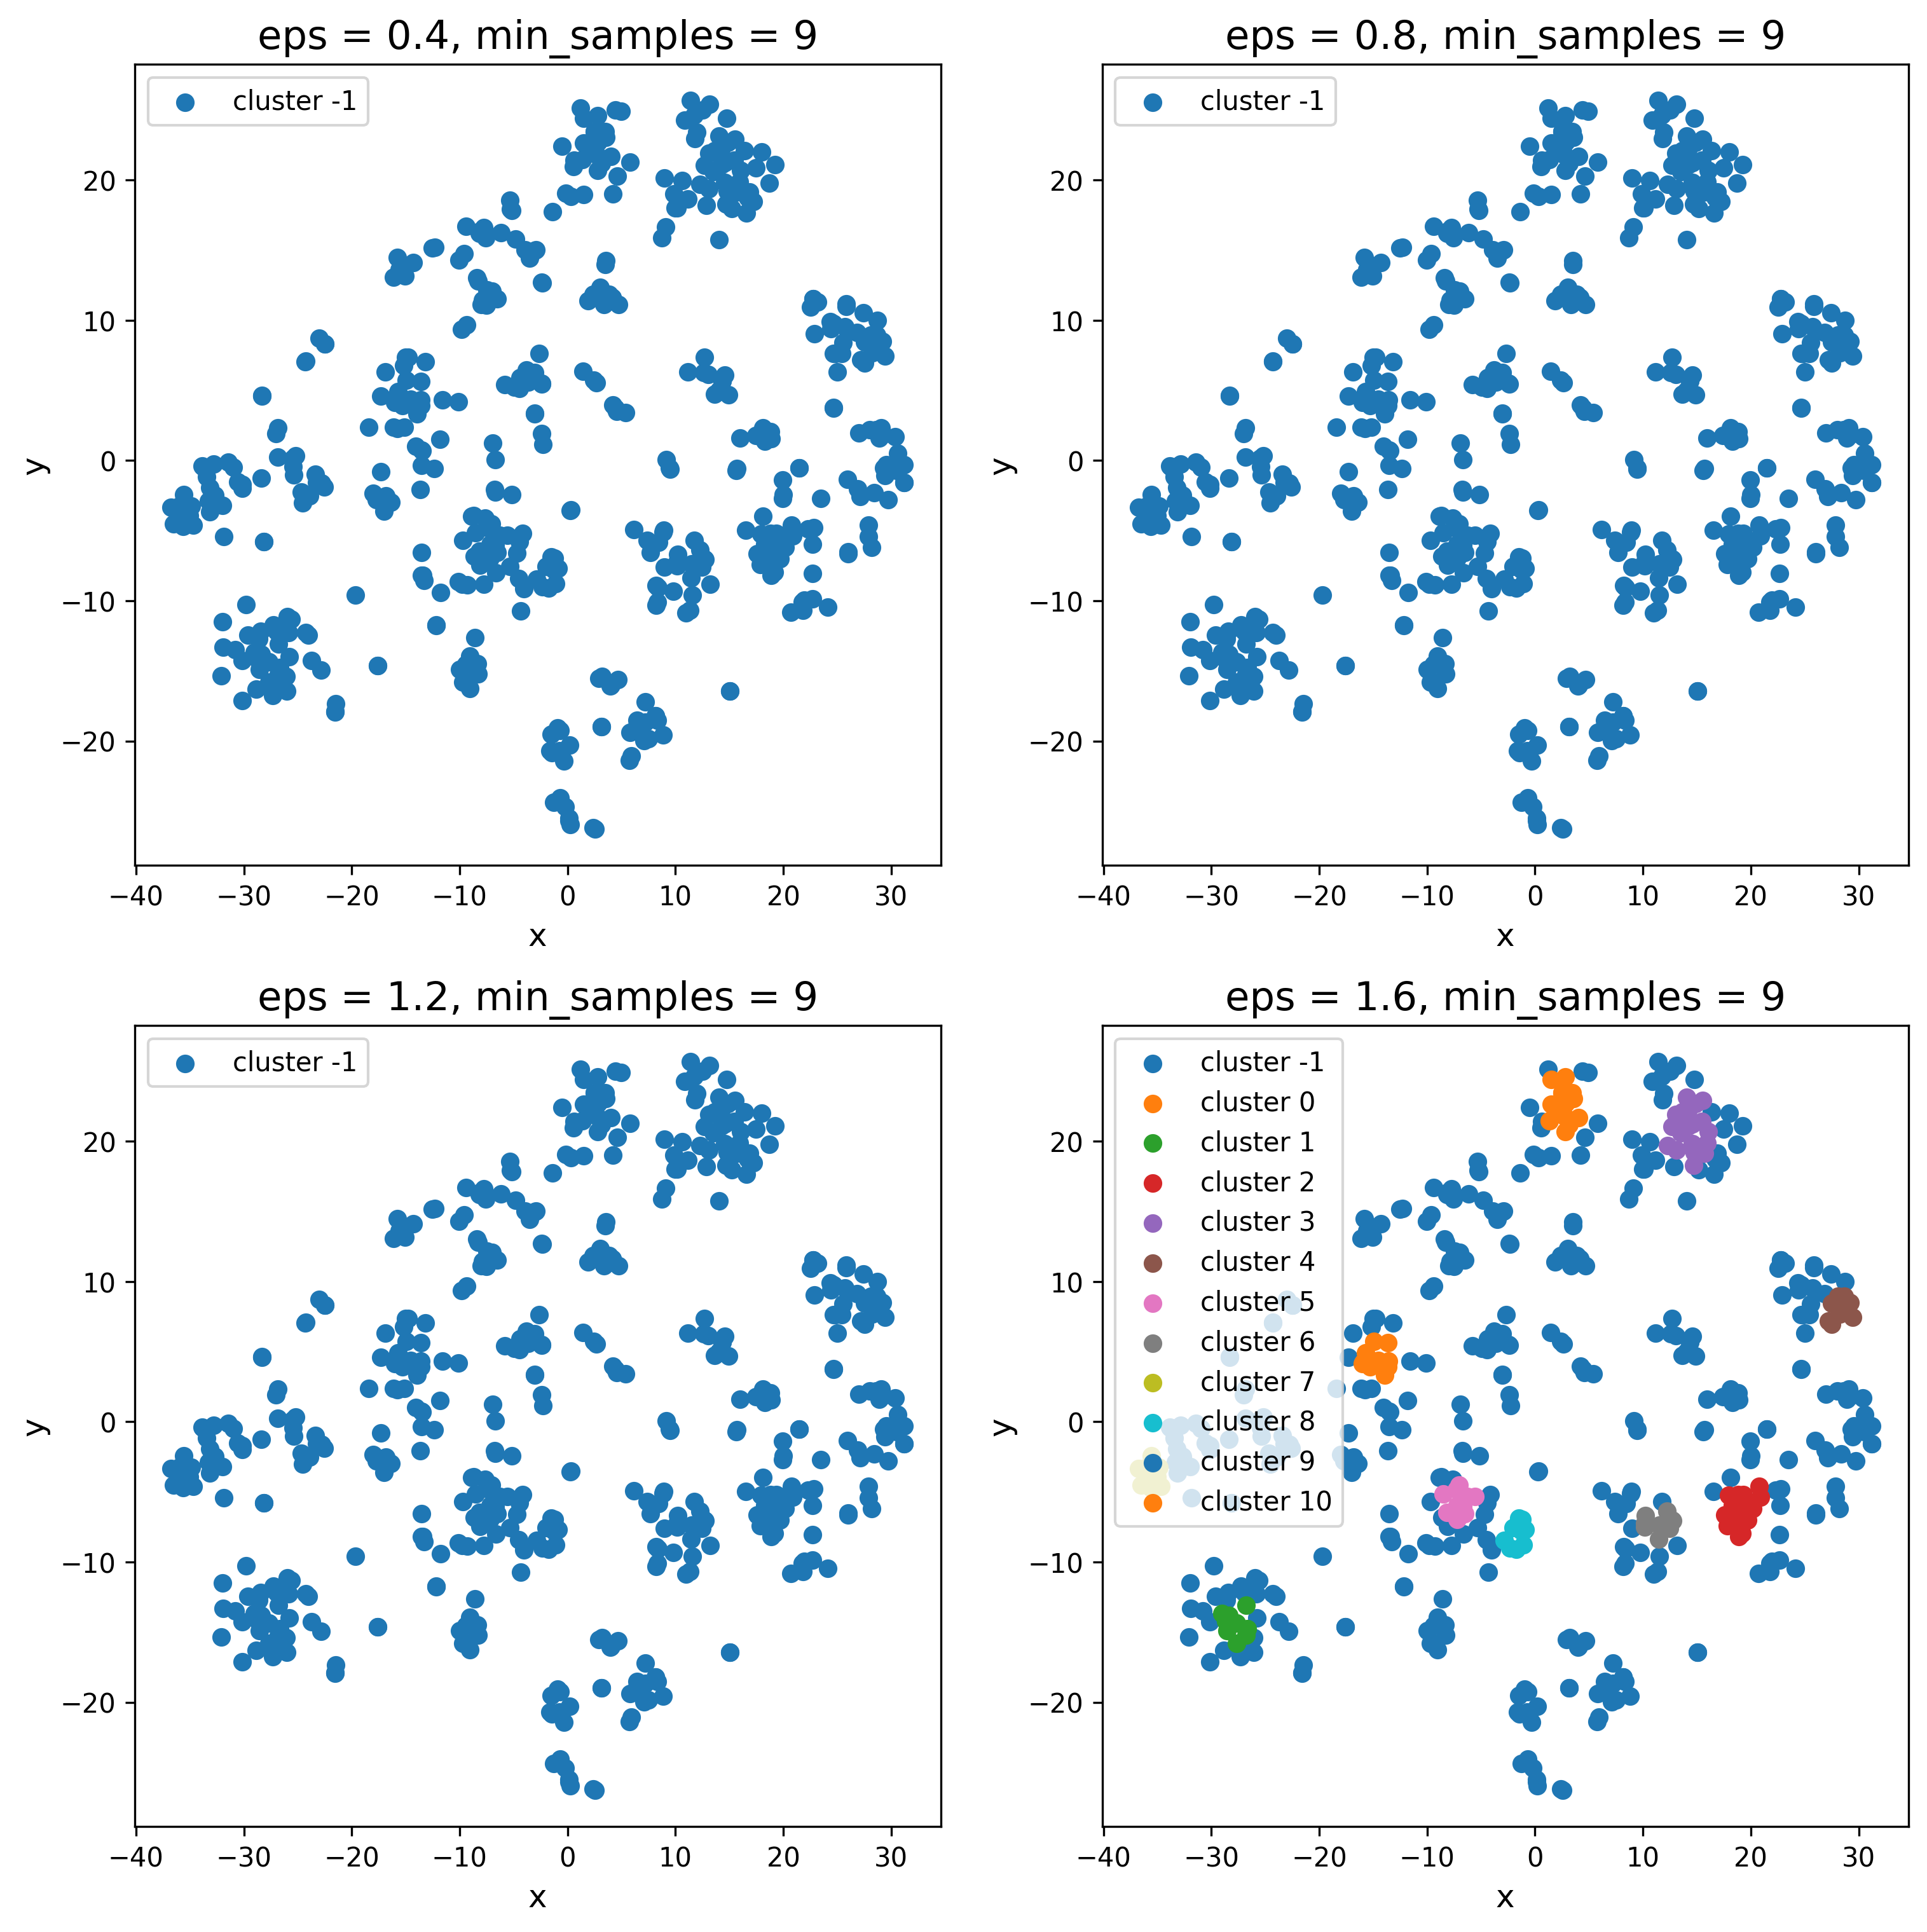 eps = 0.4, min_samples = 9
cluster -1
20
10
0
−10
−20
y
−40 −30 −20 −10 0 10 20 30
x
eps = 0.8, min_samples = 9
cluster -1
20
10
0
−10
−20
y
−40 −30 −20 −10 0 10 20 30
x
eps = 1.2, min_samples = 9
cluster -1
20
10
0
−10
−20
y
−40 −30 −20 −10 0 10 20 30
x
eps = 1.6, min_samples = 9
cluster -1
cluster 0
cluster 1
cluster 2
cluster 3
cluster 4
cluster 5
cluster 6
cluster 7
cluster 8
cluster 9
cluster 10
20
10
0
−10
−20
y
−40 −30 −20 −10 0 10 20 30
x